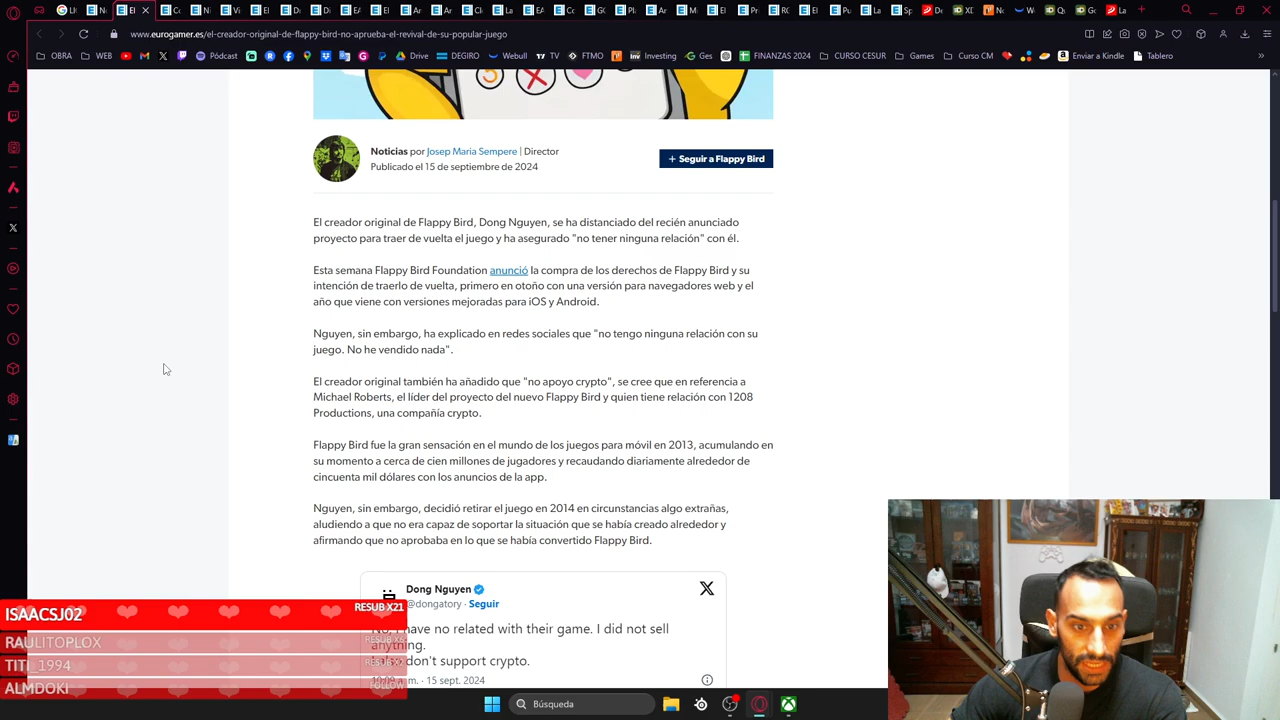 www.eurogamer.es/el-creador-original-de-flappy-bird-no-aprueba-el-revival-de-su-popular-juego
OBRA WEB YouTube Gm X T Pódcast Drive DEGIRO Webull TV FTMO Investing Ges FINANZAS 2024 CURSO CESUR Games Curso CM Enviar a Kindle Tablero
Noticias por Josep Maria Sempere | Director
Publicado el 15 de septiembre de 2024
+ Seguir a Flappy Bird
El creador original de Flappy Bird, Dong Nguyen, se ha distanciado del recién anunciado
proyecto para traer de vuelta el juego y ha asegurado "no tener ninguna relación" con él.
Esta semana Flappy Bird Foundation anunció la compra de los derechos de Flappy Bird y su
intención de traerlo de vuelta, primero en otoño con una versión para navegadores web y el
año que viene con versiones mejoradas para iOS y Android.
Nguyen, sin embargo, ha explicado en redes sociales que "no tengo ninguna relación con su
juego. No he vendido nada".
El creador original también ha añadido que "no apoyo crypto", se cree que en referencia a
Michael Roberts, el líder del proyecto del nuevo Flappy Bird y quien tiene relación con 1208
Productions, una compañía crypto.
Flappy Bird fue la gran sensación en el mundo de los juegos para móvil en 2013, acumulando en
su momento a cerca de cien millones de jugadores y recaudando diariamente alrededor de
cincuenta mil dólares con los anuncios de la app.
Nguyen, sin embargo, decidió retirar el juego en 2014 en circunstancias algo extrañas,
aludiendo a que no era capaz de soportar la situación que se había creado alrededor y
afirmando que no aprobaba en lo que se había convertido Flappy Bird.
Dong Nguyen
@dongatory · Seguir
No, I have no related with their game. I did not sell
anything.
don't support crypto.
a. m. · 15 sept. 2024
ISAACSJ02 RESUB X21
RAULITOPLOX RESUB X6
TITI_1994 RESUB X2
ALMDOKI FOLLOW
Búsqueda